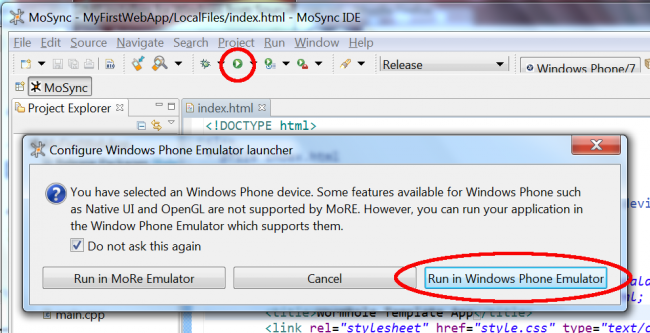 MoSync - MyFirstWebApp/LocalFiles/index.html - MoSync IDE
File Edit Source Navigate Search Project Run Window Help
Release
Windows Phone/7
MoSync
Project Explorer
index.html
<!DOCTYPE html>
Configure Windows Phone Emulator launcher
You have selected an Windows Phone device. Some features available for Windows Phone such
as Native UI and OpenGL are not supported by MoRE. However, you can run your application in
the Window Phone Emulator which supports them.
Do not ask this again
Run in MoRe Emulator
Cancel
Run in Windows Phone Emulator
main.cpp
<title>Wormhole Template App</title>
<link rel="stylesheet" href="style.css" type="text/c